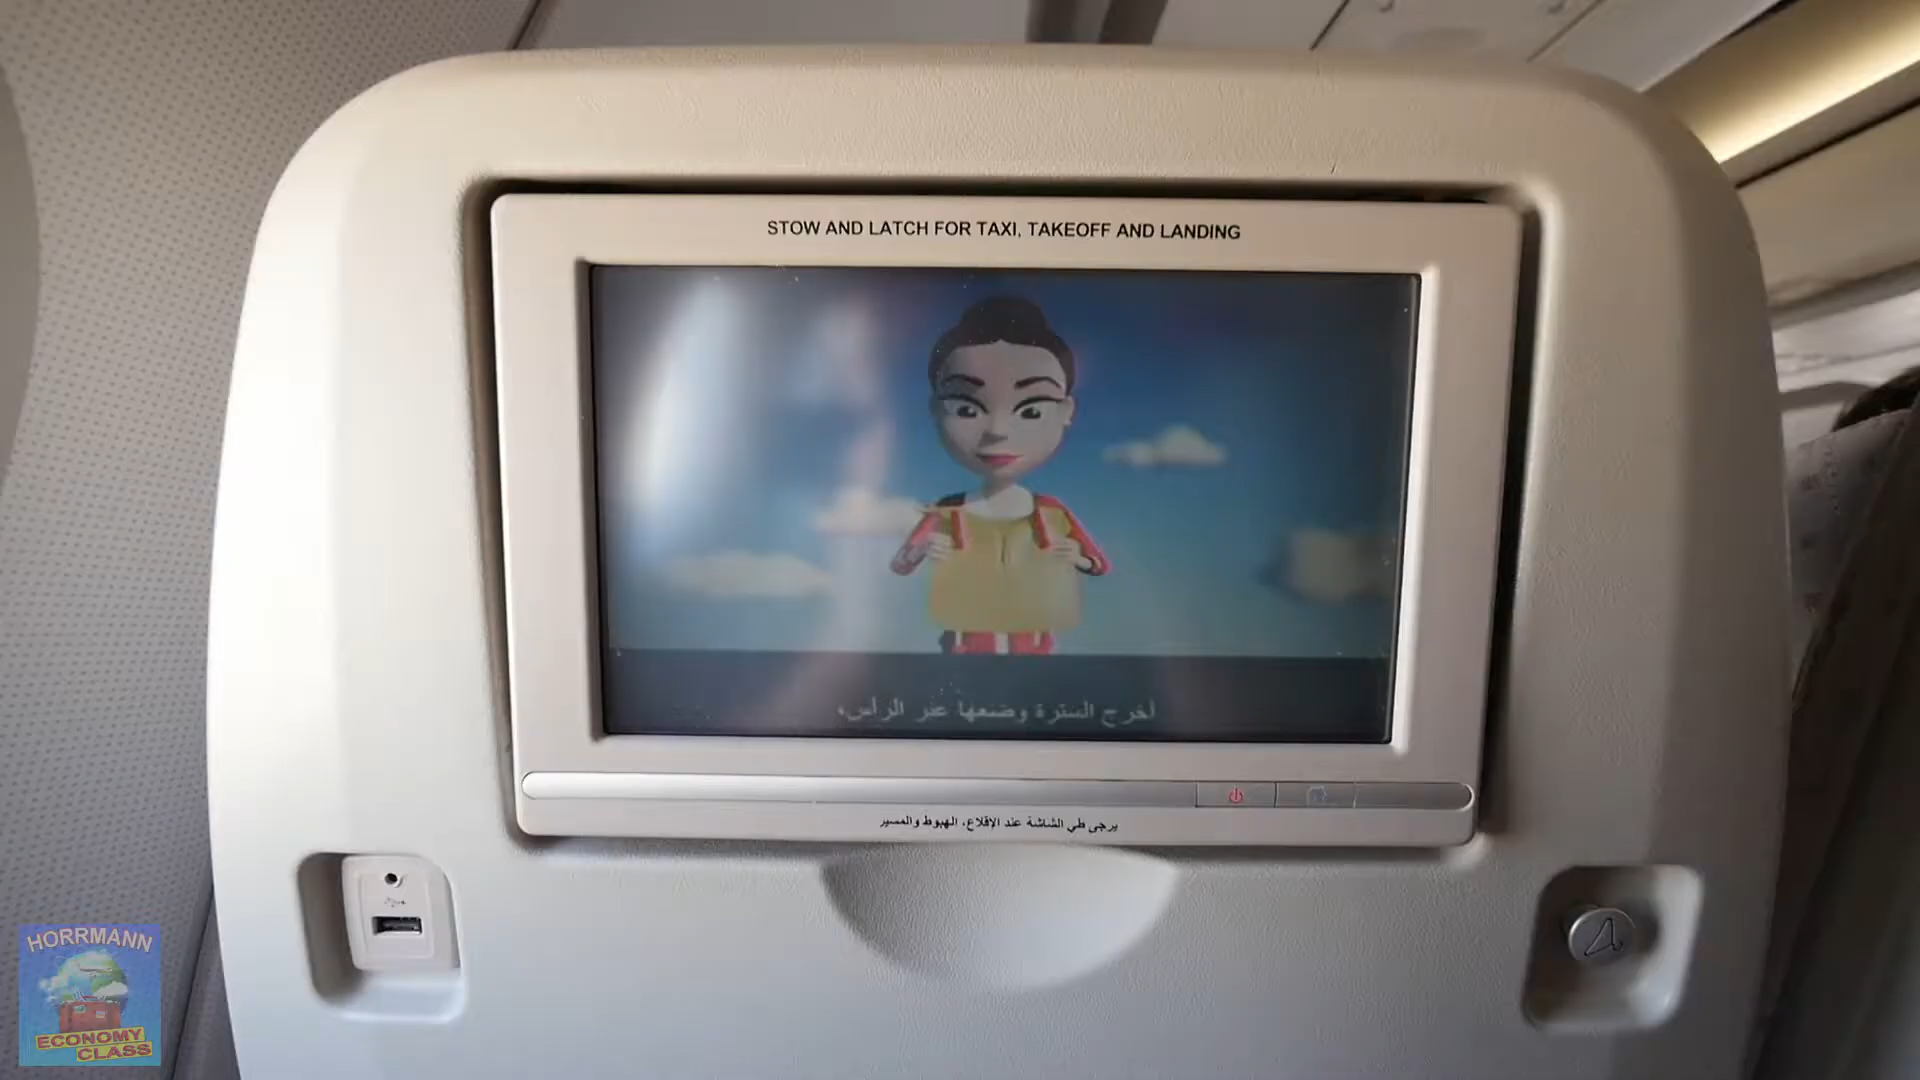 STOW AND LATCH FOR TAXI, TAKEOFF AND LANDING
أخرج السترة وضعها عبر الرأس،
يرجى طي الشاشة عند الإقلاع، الهبوط والمسير
HORRMANN
ECONOMY
CLASS